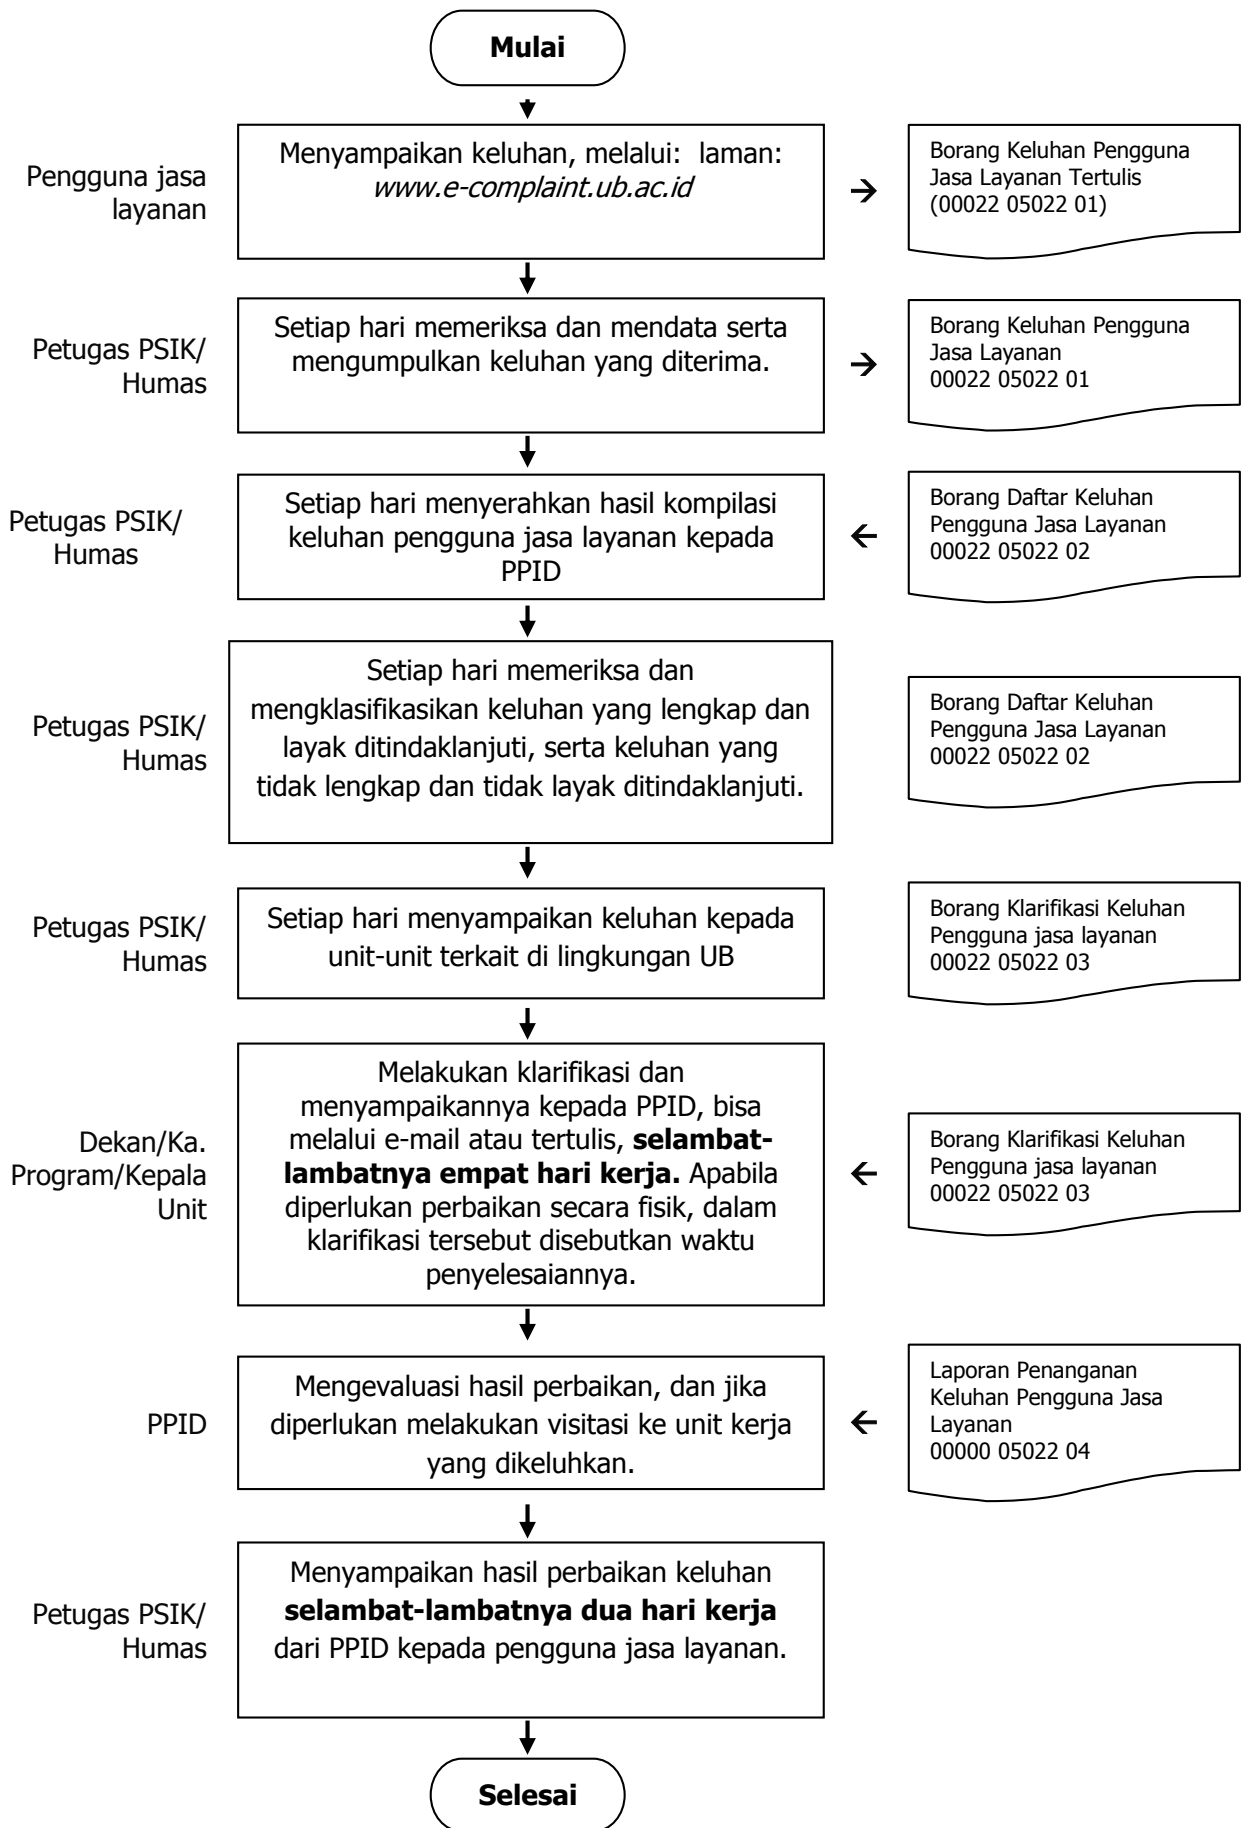 Mulai
Pengguna jasa
layanan
Menyampaikan keluhan, melalui: laman:
www.e-complaint.ub.ac.id
→
Borang Keluhan Pengguna
Jasa Layanan Tertulis
(00022 05022 01)
Petugas PSIK/
Humas
Setiap hari memeriksa dan mendata serta
mengumpulkan keluhan yang diterima.
→
Borang Keluhan Pengguna
Jasa Layanan
00022 05022 01
Petugas PSIK/
Humas
Setiap hari menyerahkan hasil kompilasi
keluhan pengguna jasa layanan kepada
PPID
←
Borang Daftar Keluhan
Pengguna Jasa Layanan
00022 05022 02
Petugas PSIK/
Humas
Setiap hari memeriksa dan
mengklasifikasikan keluhan yang lengkap dan
layak ditindaklanjuti, serta keluhan yang
tidak lengkap dan tidak layak ditindaklanjuti.
Borang Daftar Keluhan
Pengguna Jasa Layanan
00022 05022 02
Petugas PSIK/
Humas
Setiap hari menyampaikan keluhan kepada
unit-unit terkait di lingkungan UB
Borang Klarifikasi Keluhan
Pengguna jasa layanan
00022 05022 03
Dekan/Ka.
Program/Kepala
Unit
Melakukan klarifikasi dan
menyampaikannya kepada PPID, bisa
melalui e-mail atau tertulis, selambat-
lambatnya empat hari kerja. Apabila
diperlukan perbaikan secara fisik, dalam
klarifikasi tersebut disebutkan waktu
penyelesaiannya.
←
Borang Klarifikasi Keluhan
Pengguna jasa layanan
00022 05022 03
PPID
Mengevaluasi hasil perbaikan, dan jika
diperlukan melakukan visitasi ke unit kerja
yang dikeluhkan.
←
Laporan Penanganan
Keluhan Pengguna Jasa
Layanan
00000 05022 04
Petugas PSIK/
Humas
Menyampaikan hasil perbaikan keluhan
selambat-lambatnya dua hari kerja
dari PPID kepada pengguna jasa layanan.
Selesai